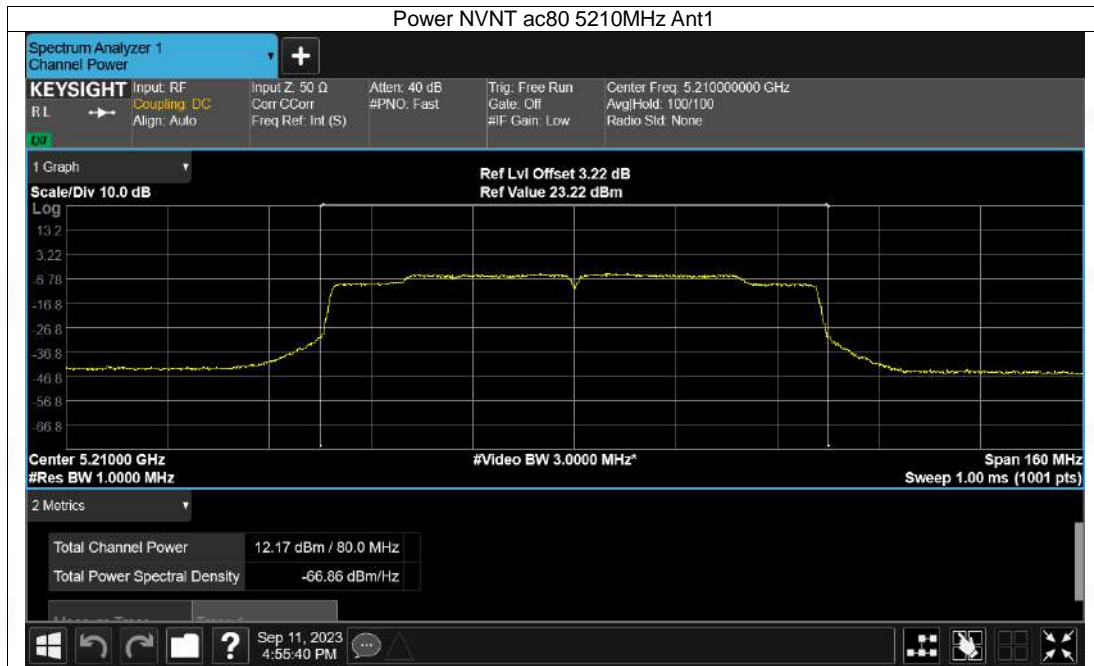 Power NVNT ac80 5210MHz Ant1
Spectrum Analyzer 1
Channel Power
KEYSIGHT
R L
Input: RF
Coupling: DC
Align: Auto
Input Z: 50 Ω
Corr CCorr
Freq Ref: Int (S)
Atten: 40 dB
#PNO: Fast
Trig: Free Run
Gate: Off
#IF Gain: Low
Center Freq: 5.210000000 GHz
Avg|Hold: 100/100
Radio Std: None
1 Graph
Scale/Div 10.0 dB
Ref Lvl Offset 3.22 dB
Ref Value 23.22 dBm
Log
13.2
3.22
-6.78
-16.8
-26.8
-36.8
-46.8
-56.8
-66.8
Center 5.21000 GHz
#Res BW 1.0000 MHz
#Video BW 3.0000 MHz*
Span 160 MHz
Sweep 1.00 ms (1001 pts)
2 Metrics
Total Channel Power 12.17 dBm / 80.0 MHz
Total Power Spectral Density -66.86 dBm/Hz
?
Sep 11, 2023
4:55:40 PM